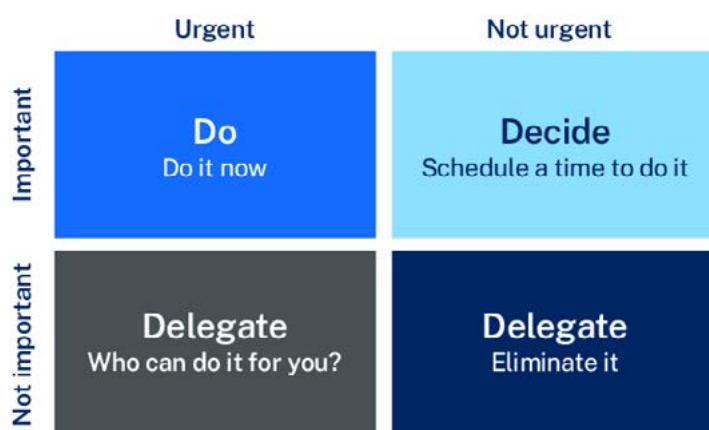 Urgent
Not urgent
Important
Do
Do it now
Decide
Schedule a time to do it
Not important
Delegate
Who can do it for you?
Delegate
Eliminate it